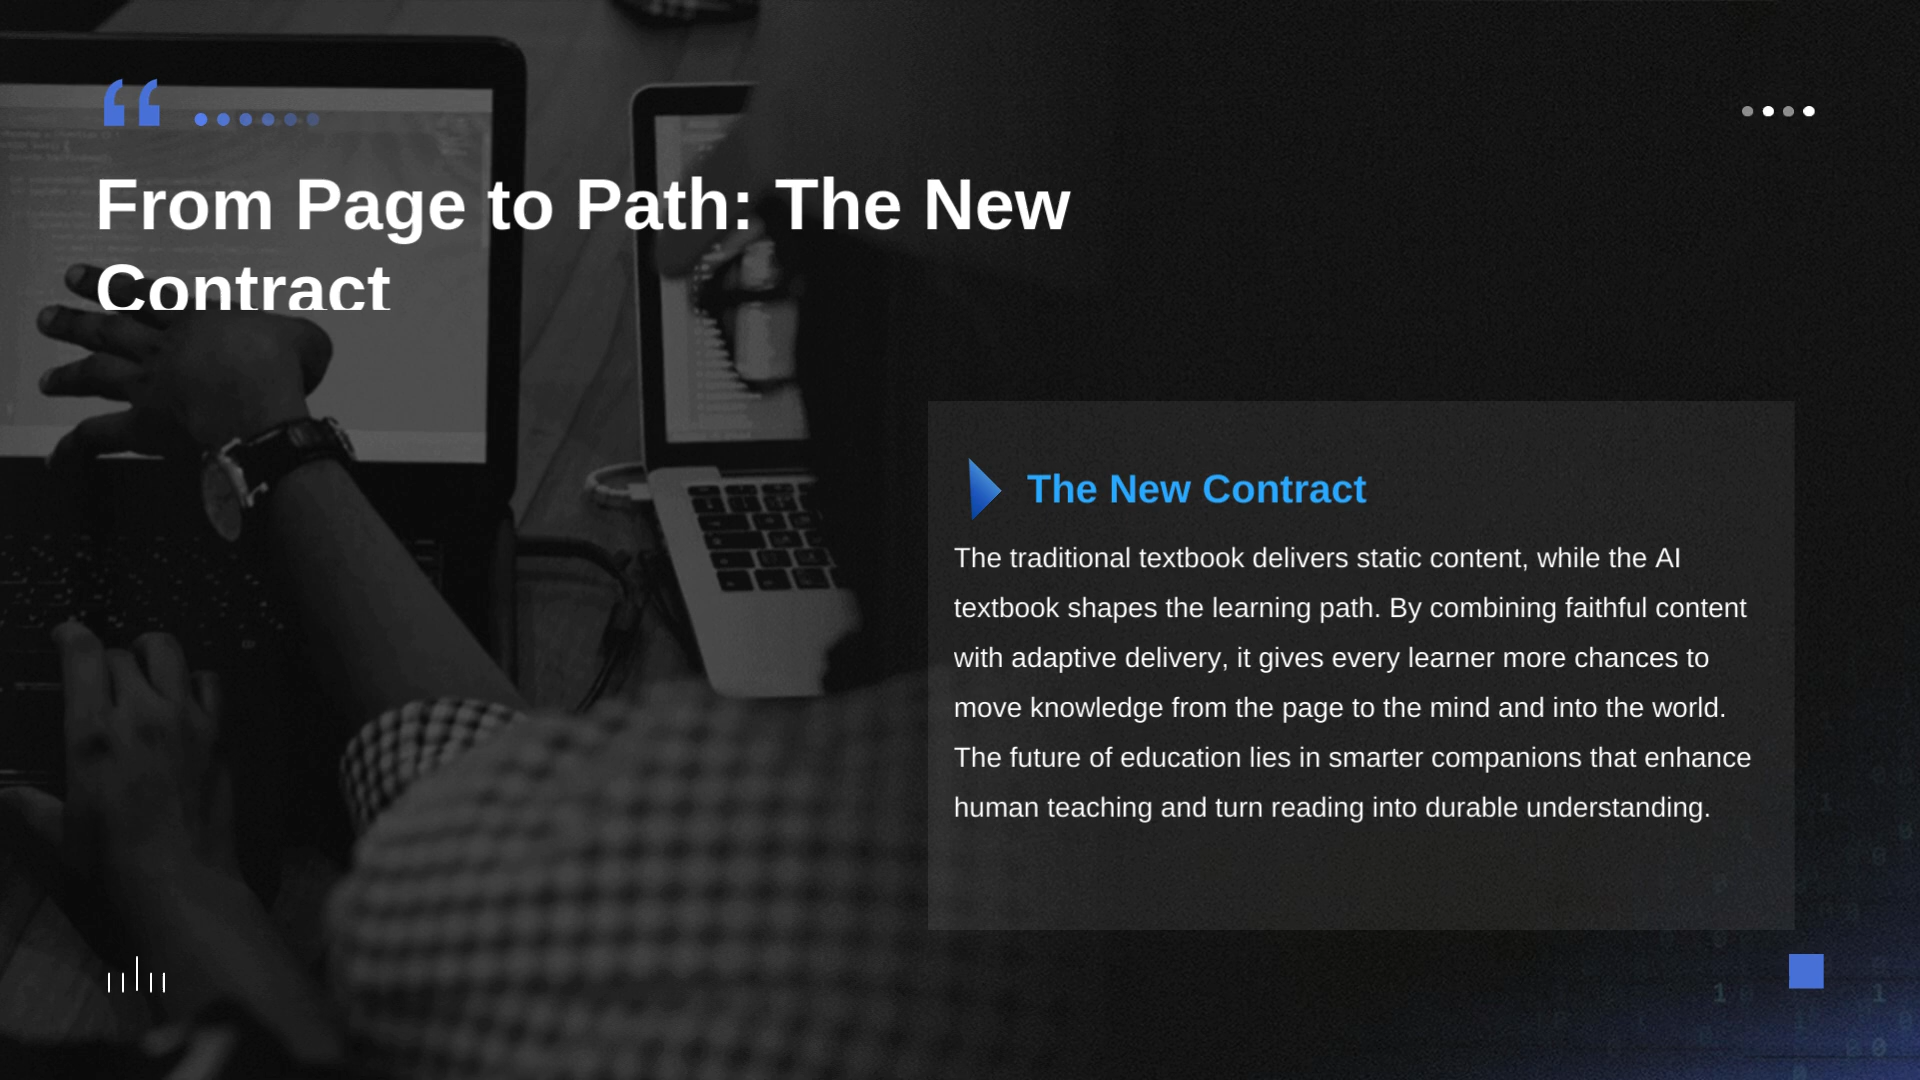 From Page to Path: The New
Contract
The New Contract
The traditional textbook delivers static content, while the AI
textbook shapes the learning path. By combining faithful content
with adaptive delivery, it gives every learner more chances to
move knowledge from the page to the mind and into the world.
The future of education lies in smarter companions that enhance
human teaching and turn reading into durable understanding.